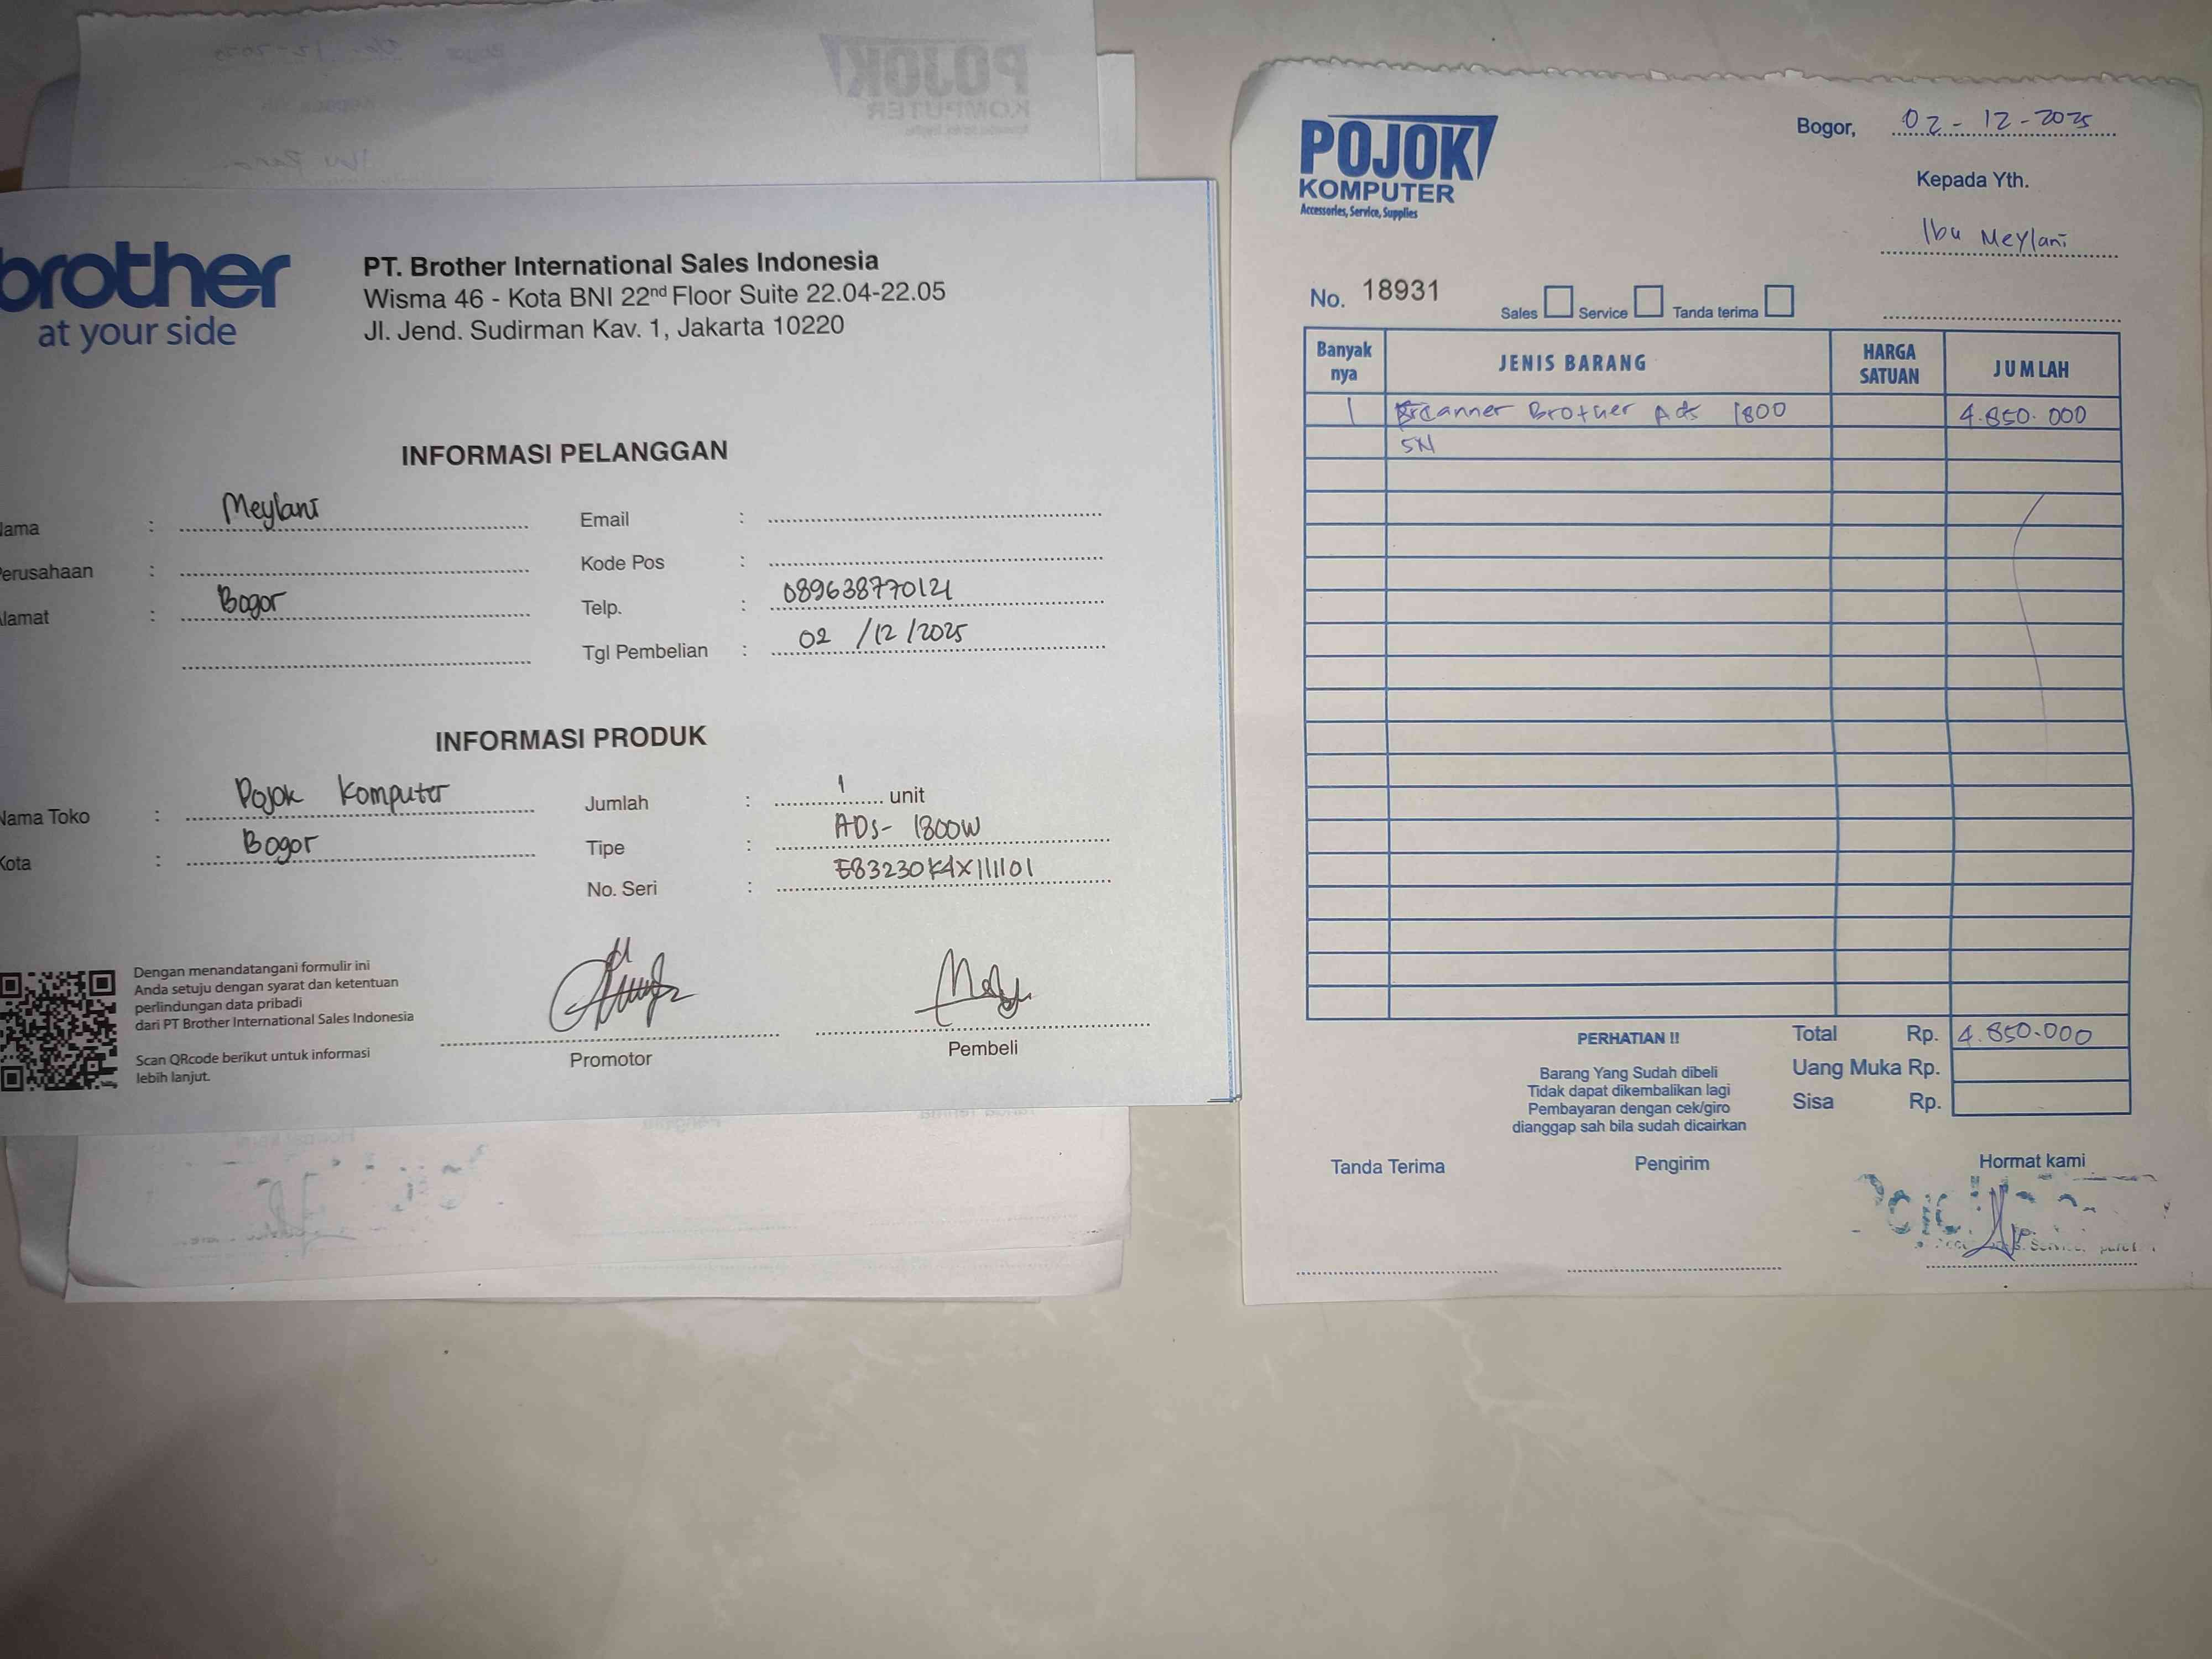 brother
at your side
PT. Brother International Sales Indonesia
Wisma 46 - Kota BNI 22nd Floor Suite 22.04-22.05
Jl. Jend. Sudirman Kav. 1, Jakarta 10220
INFORMASI PELANGGAN
Nama : Meylani
Perusahaan :
Alamat : Bogor
Email :
Kode Pos :
Telp. : 089638770121
Tgl Pembelian : 02 /12/2025
INFORMASI PRODUK
Nama Toko : Pojok Komputer
Kota : Bogor
Jumlah : 1 unit
Tipe : ADS- 1800W
No. Seri : E83230K4X111101
Dengan menandatangani formulir ini
Anda setuju dengan syarat dan ketentuan
perlindungan data pribadi
dari PT Brother International Sales Indonesia
Scan QRcode berikut untuk informasi
lebih lanjut.
Promotor
Pembeli
POJOK
KOMPUTER
Accessories, Service, Supplies
Bogor, 02 - 12 - 2025
Kepada Yth.
Ibu Meylani
No. 18931
Sales Service Tanda terima
Banyak nya JENIS BARANG HARGA SATUAN JUMLAH
1 Scanner Brother Ads 1800 4.850.000
SN
Total Rp. 4.850.000
Uang Muka Rp.
Sisa Rp.
PERHATIAN !!
Barang Yang Sudah dibeli
Tidak dapat dikembalikan lagi
Pembayaran dengan cek/giro
dianggap sah bila sudah dicairkan
Tanda Terima Pengirim Hormat kami